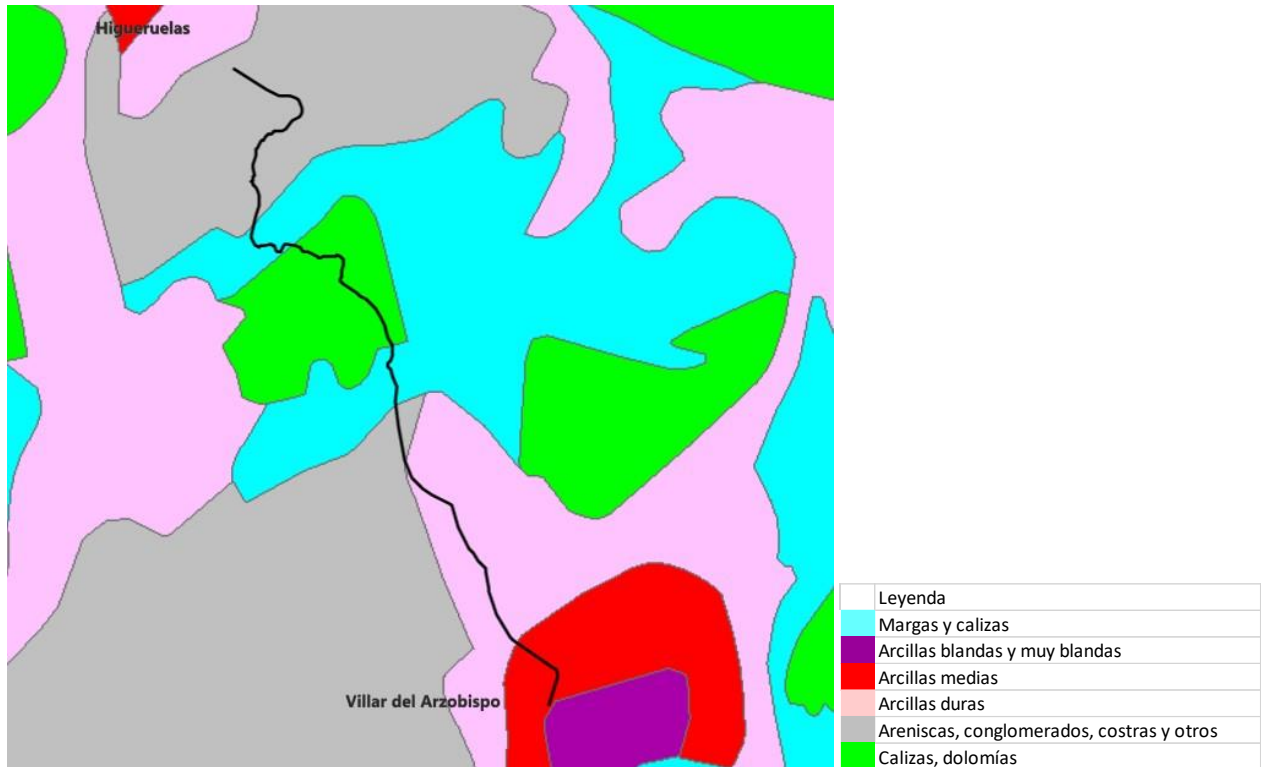 Higueruelas
Villar del Arzobispo
Leyenda
Margas y calizas
Arcillas blandas y muy blandas
Arcillas medias
Arcillas duras
Areniscas, conglomerados, costras y otros
Calizas, dolomías